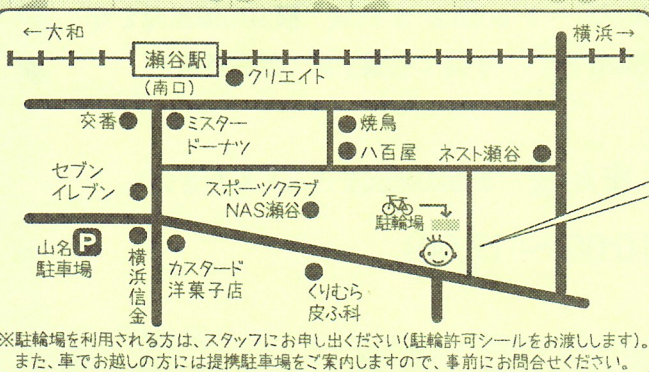 ←大和
横浜→
瀬谷駅
(南口)
クリエイト
交番
ミスター
ドーナツ
焼鳥
八百屋
ネスト瀬谷
セブン
イレブン
スポーツクラブ
NAS瀬谷
駐輪場
山名
駐車場
P
横浜信金
カスタード
洋菓子店
くりむら
皮ふ科
※駐輪場を利用される方は、スタッフにお申し出ください(駐輪許可シールをお渡しします)。
また、車でお越しの方には提携駐車場をご案内しますので、事前にお問合せください。